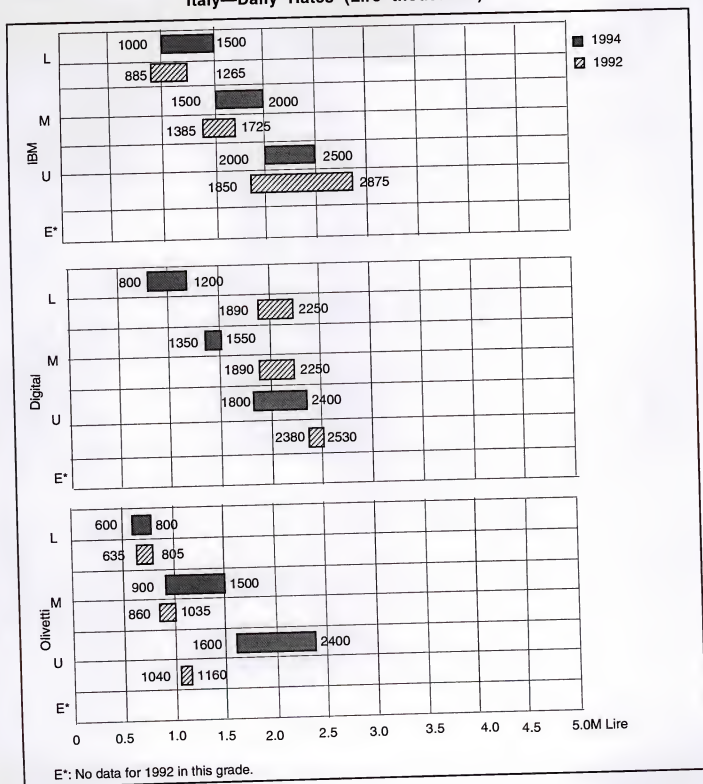 Italy—Daily Rates
1994
1992
IBM
L
1000 1500
885 1265
M
1500 2000
1385 1725
U
2000 2500
1850 2875
E*
Digital
L
800 1200
1890 2250
M
1350 1550
1890 2250
U
1800 2400
2380 2530
E*
Olivetti
L
600 800
635 805
M
900 1500
860 1035
U
1600 2400
1040 1160
E*
0 0.5 1.0 1.5 2.0 2.5 3.0 3.5 4.0 4.5 5.0M Lire
E*: No data for 1992 in this grade.